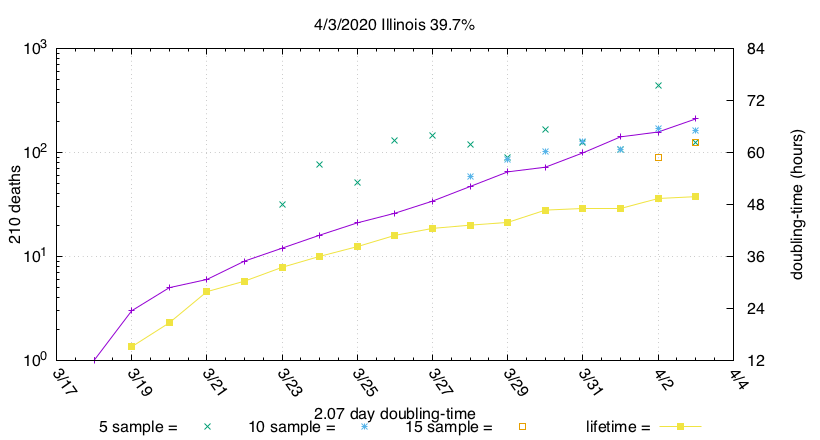 4/3/2020 Illinois 39.7%
10³ 84
72
10² 60
48
10¹ 36
24
10⁰ 12
210 deaths
doubling-time (hours)
3/17 3/19 3/21 3/23 3/25 3/27 3/29 3/31 4/2 4/4
2.07 day doubling-time
5 sample = 10 sample = 15 sample = lifetime =